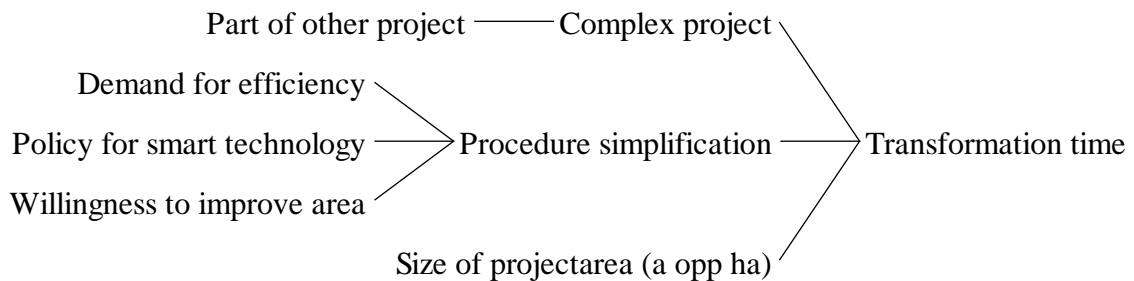 Part of other project
Complex project
Demand for efficiency
Policy for smart technology
Procedure simplification
Transformation time
Willingness to improve area
Size of projectarea (a opp ha)